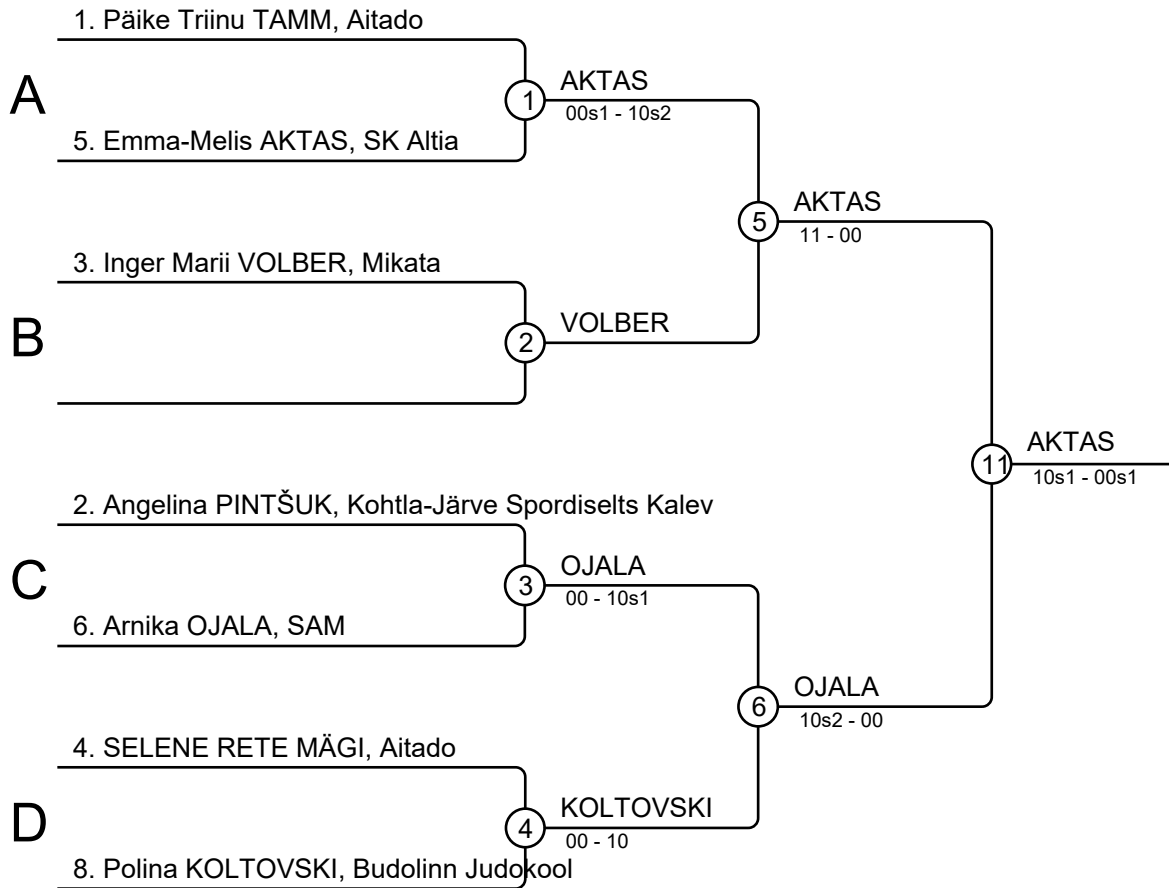 1. Päike Triinu TAMM, Aitado
A
1
AKTAS
00s1 - 10s2
5. Emma-Melis AKTAS, SK Altia
5
AKTAS
11 - 00
3. Inger Marii VOLBER, Mikata
B
2
VOLBER
11
AKTAS
10s1 - 00s1
2. Angelina PINTŠUK, Kohtla-Järve Spordiselts Kalev
C
3
OJALA
00 - 10s1
6. Arnika OJALA, SAM
6
OJALA
10s2 - 00
4. SELENE RETE MÄGI, Aitado
D
4
KOLTOVSKI
00 - 10
8. Polina KOLTOVSKI, Budolinn Judokool